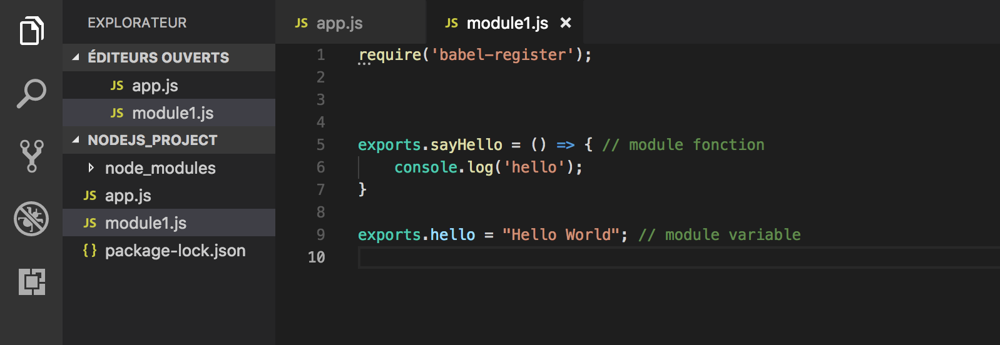 EXPLORATEUR
ÉDITEURS OUVERTS
JS app.js
JS module1.js
NODEJS_PROJECT
node_modules
JS app.js
JS module1.js
{ } package-lock.json
JS app.js
JS module1.js ×
1 require('babel-register');
2
3
4
5 exports.sayHello = () => { // module fonction
6 console.log('hello');
7 }
8
9 exports.hello = "Hello World"; // module variable
10